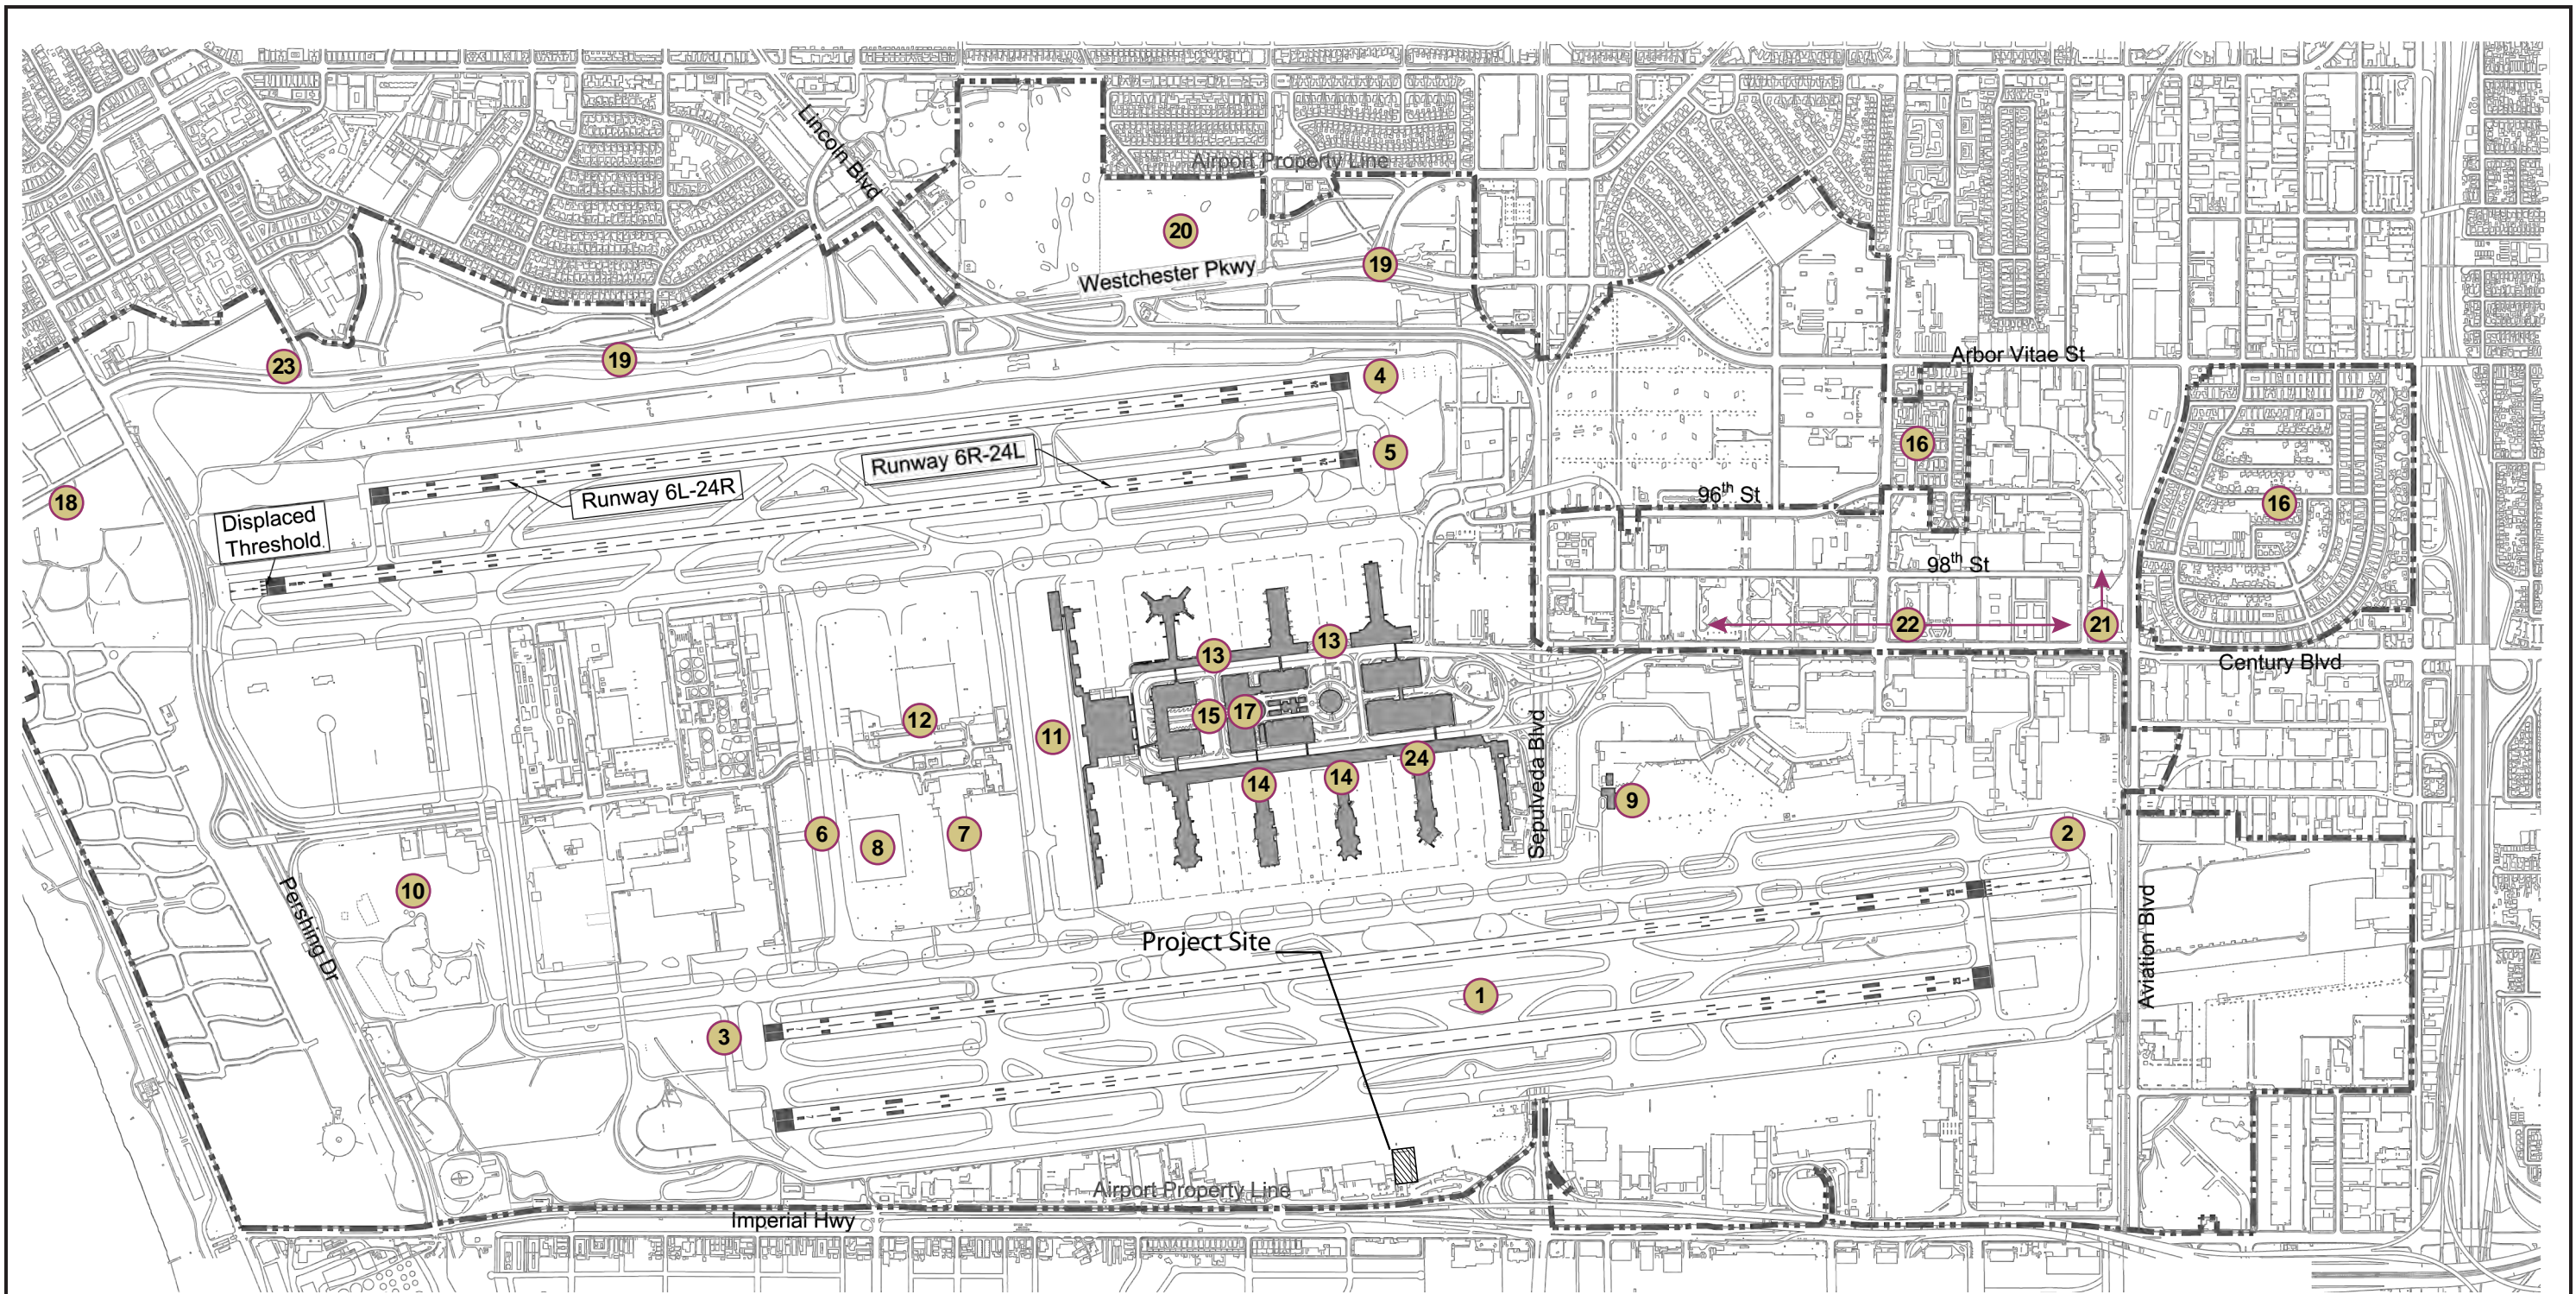 Lincoln Blvd
Airport Property Line
20
19
Westchester Pkwy
23
19
4
Arbor Vitae St
5
16
Runway 6R-24L
Runway 6L-24R
18
96th St
16
Displaced
Threshold.
98th St
22
21
13
13
Century Blvd
15
17
12
11
Sepulveda Blvd
24
14
14
9
6
8
7
2
10
Pershing Dr
Aviation Blvd
Project Site
1
3
Airport Property Line
Imperial Hwy